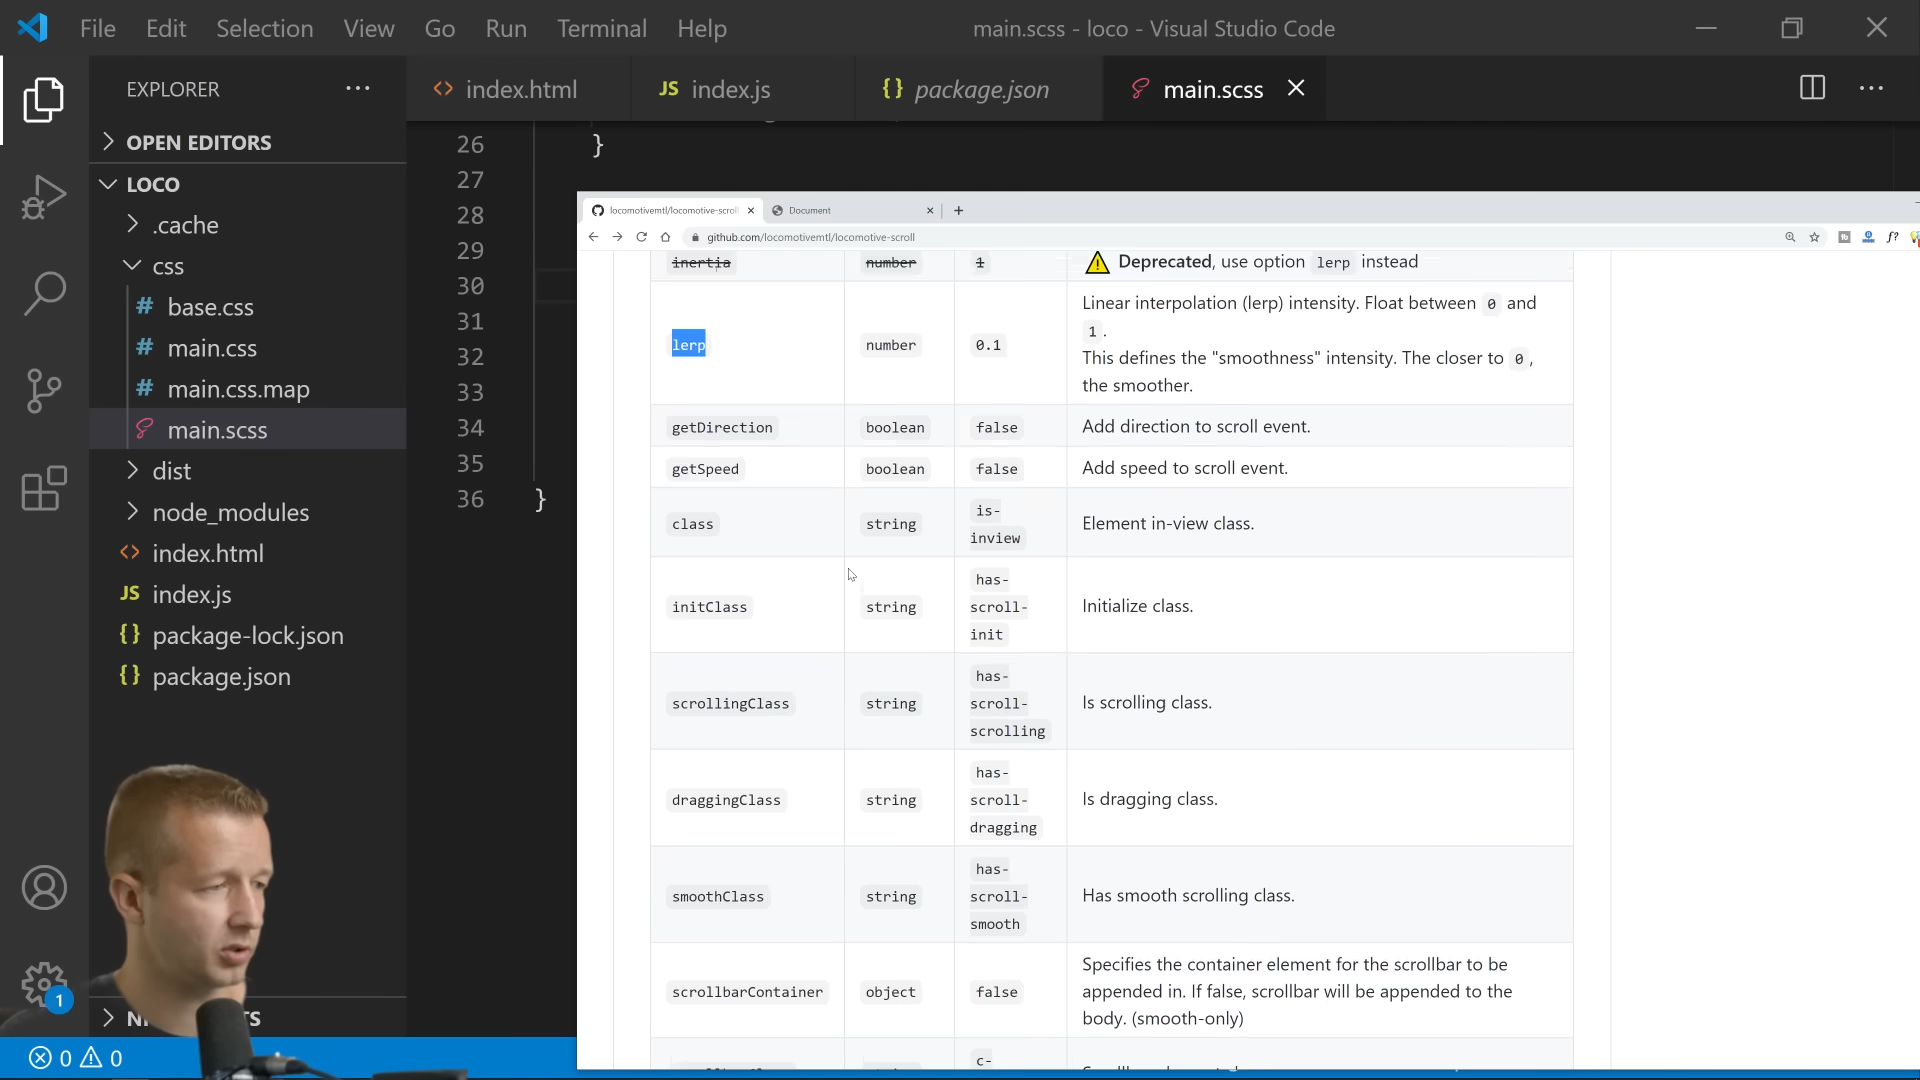 File Edit Selection View Go Run Terminal Help
main.scss - loco - Visual Studio Code
EXPLORER
index.html
JS index.js
{} package.json
main.scss
OPEN EDITORS
LOCO
.cache
css
# base.css
# main.css
# main.css.map
main.scss
dist
node_modules
index.html
JS index.js
{} package-lock.json
{} package.json
1
0 0
26 }
27
28
29
30
31
32
33
34
35
36 }
locomotivemtl/locomotive-scroll
Document
github.com/locomotivemtl/locomotive-scroll
f?
inertia number 1 Deprecated, use option lerp instead
lerp number 0.1
Linear interpolation (lerp) intensity. Float between 0 and
1.
This defines the "smoothness" intensity. The closer to 0,
the smoother.
getDirection boolean false Add direction to scroll event.
getSpeed boolean false Add speed to scroll event.
class string is-
inview
Element in-view class.
initClass string has-
scroll-
init
Initialize class.
scrollingClass string has-
scroll-
scrolling
Is scrolling class.
draggingClass string has-
scroll-
dragging
Is dragging class.
smoothClass string has-
scroll-
smooth
Has smooth scrolling class.
scrollbarContainer object false
Specifies the container element for the scrollbar to be
appended in. If false, scrollbar will be appended to the
body. (smooth-only)
c-